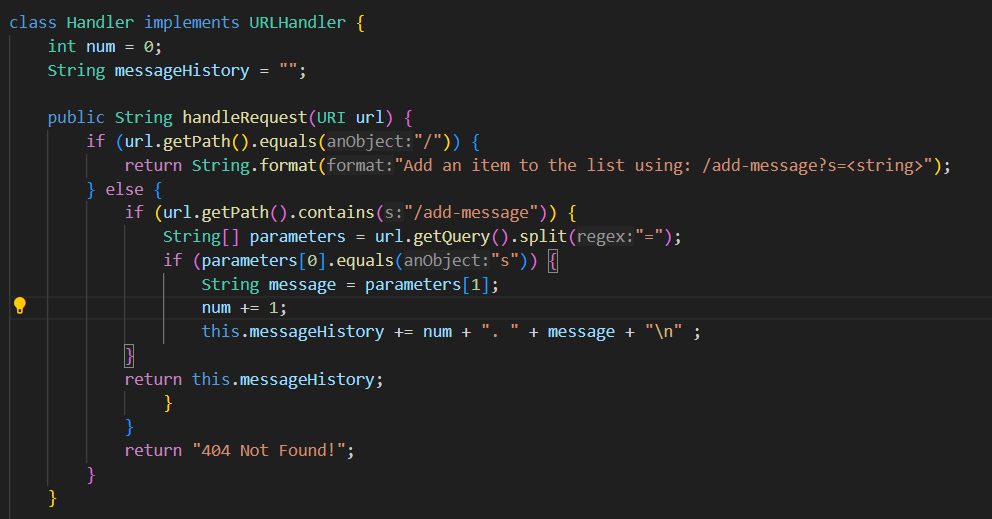 class Handler implements URLHandler {
    int num = 0;
    String messageHistory = "";

    public String handleRequest(URI url) {
        if (url.getPath().equals(anObject:"/")) {
            return String.format(format:"Add an item to the list using: /add-message?s=<string>");
        } else {
            if (url.getPath().contains(s:"/add-message")) {
                String[] parameters = url.getQuery().split(regex:"=");
                if (parameters[0].equals(anObject:"s")) {
                    String message = parameters[1];
                    num += 1;
                    this.messageHistory += num + ". " + message + "\n" ;
            }
            return this.messageHistory;
                }
            }
            return "404 Not Found!";
        }
    }